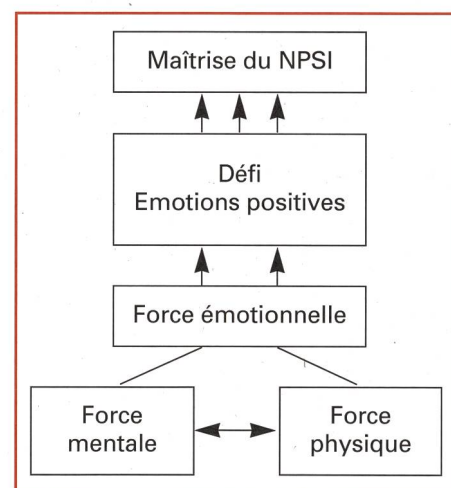 Maîtrise du NPSI
Défi
Emotions positives
Force émotionnelle
Force
mentale
Force
physique